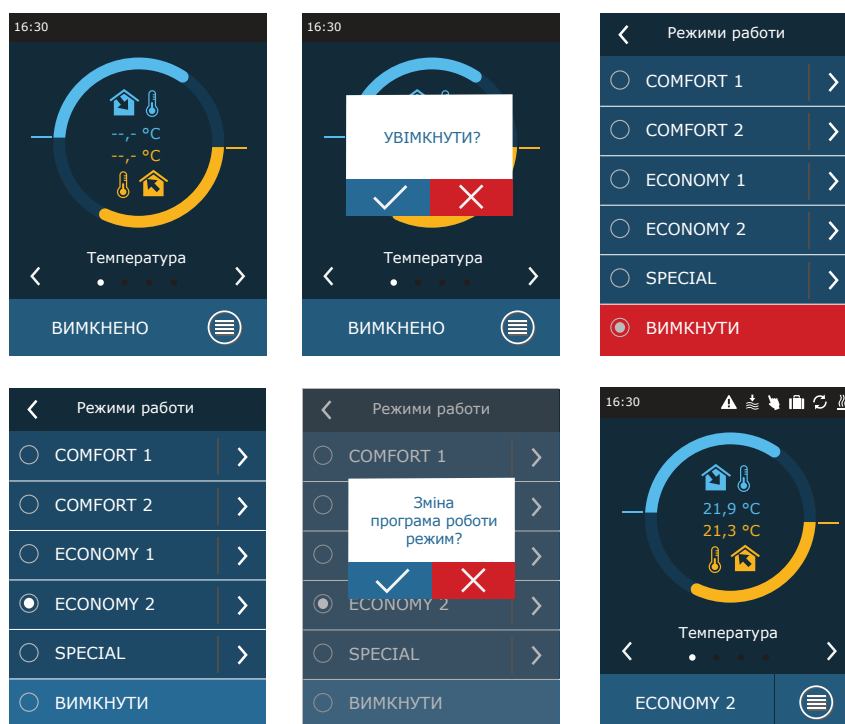 16:30
--,- °C
--,- °C
Температура
ВИМКНЕНО
16:30
УВІМКНУТИ?
Температура
ВИМКНЕНО
Режими работи
COMFORT 1
COMFORT 2
ECONOMY 1
ECONOMY 2
SPECIAL
ВИМКНУТИ
Режими работи
COMFORT 1
COMFORT 2
ECONOMY 1
ECONOMY 2
SPECIAL
ВИМКНУТИ
Режими работи
COMFORT 1
Зміна
програма роботи
режим?
ECONOMY 2
SPECIAL
ВИМКНУТИ
16:30
21,9 °C
21,3 °C
Температура
ECONOMY 2